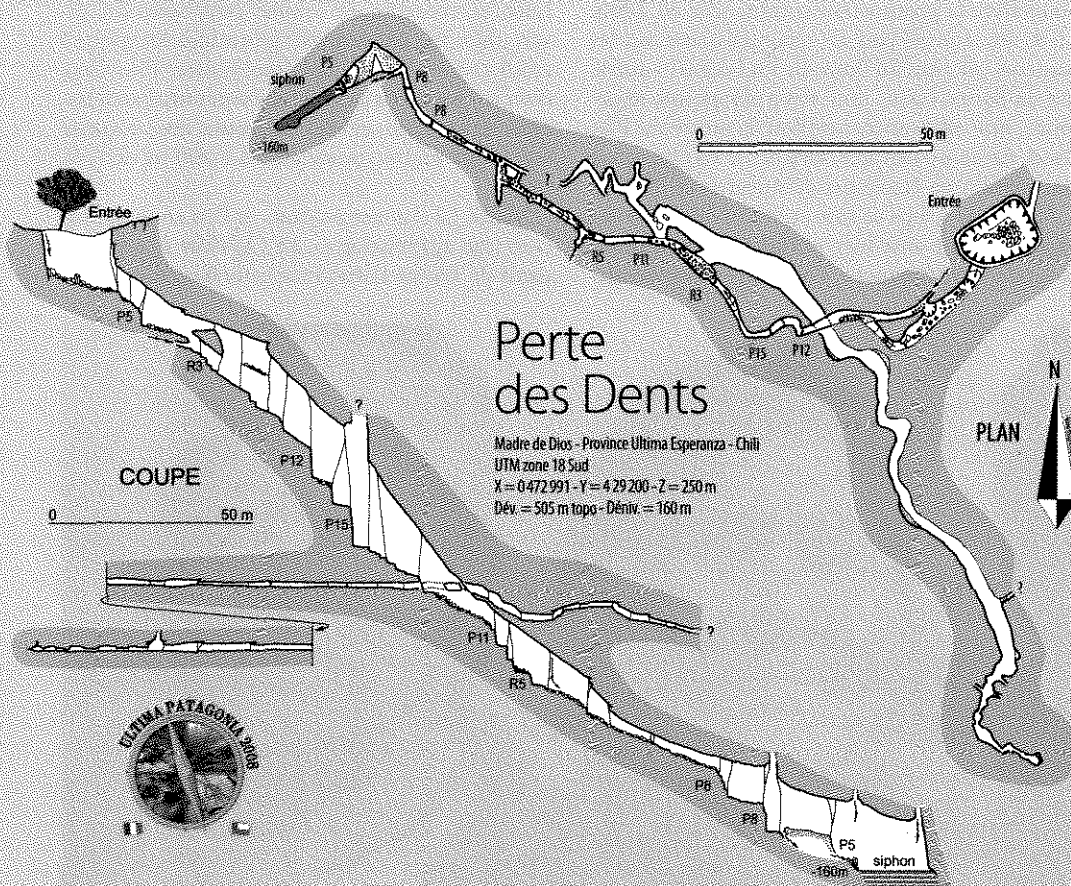 P5
siphon
P8
P8
-160m
0 50 m
?
Entrée
R5
P11
R3
P15
P12
Entrée
P5
R3
?
P12
P15
COUPE
0 50 m
Perte
des Dents
Madre de Dios - Province Ultima Esperanza - Chili
UTM zone 18 Sud
X = 0 472 991 - Y = 4 29 200 - Z = 250 m
Dév. = 505 m topo - Déniv. = 160 m
N
PLAN
?
?
P11
R5
P8
P8
P5
-160m
siphon
ULTIMA PATAGONIA 2008